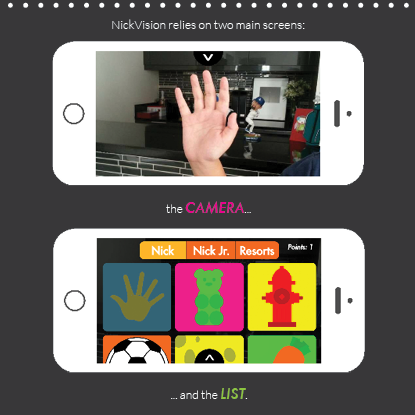 NickVision relies on two main screens:
the CAMERA...
Nick Nick Jr. Resorts Points: 1
... and the LIST.